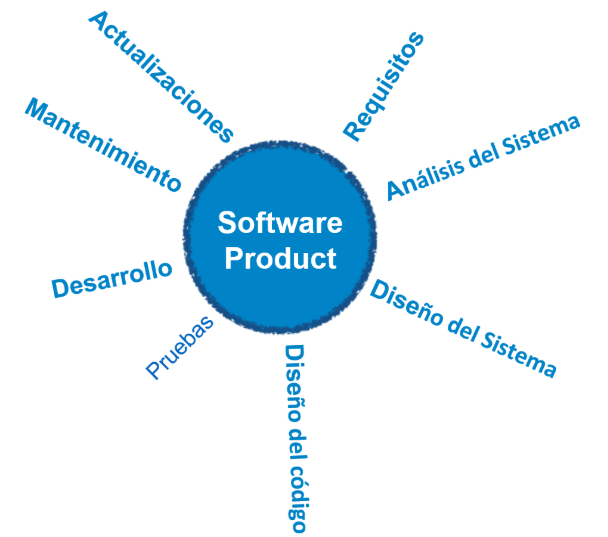 Actualizaciones
Requisitos
Mantenimiento
Análisis del Sistema
Software
Product
Desarrollo
Diseño del Sistema
Pruebas
Diseño del código